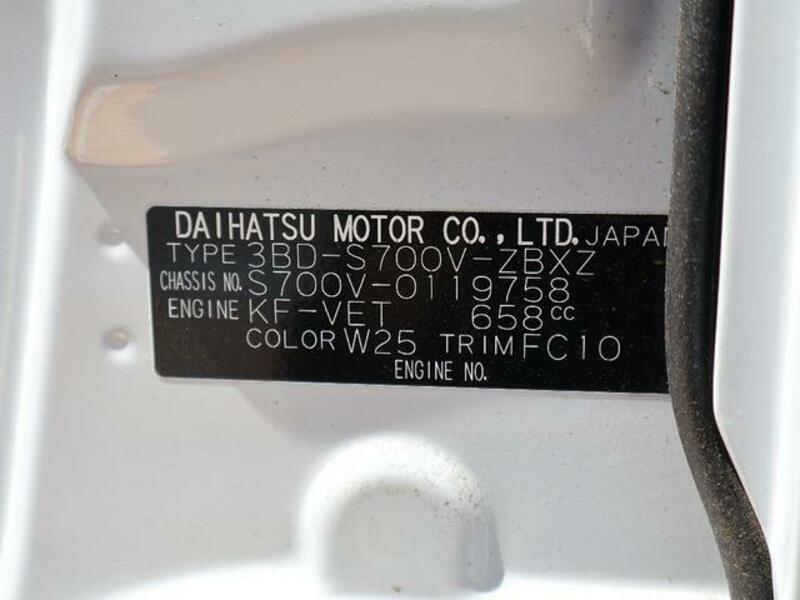 DAIHATSU MOTOR CO., LTD. JAPAN
TYPE 3BD-S700V-ZBXZ
CHASSIS NO. S700V-0119758
ENGINE KF-VET 658cc
COLOR W25 TRIM FC10
ENGINE NO.